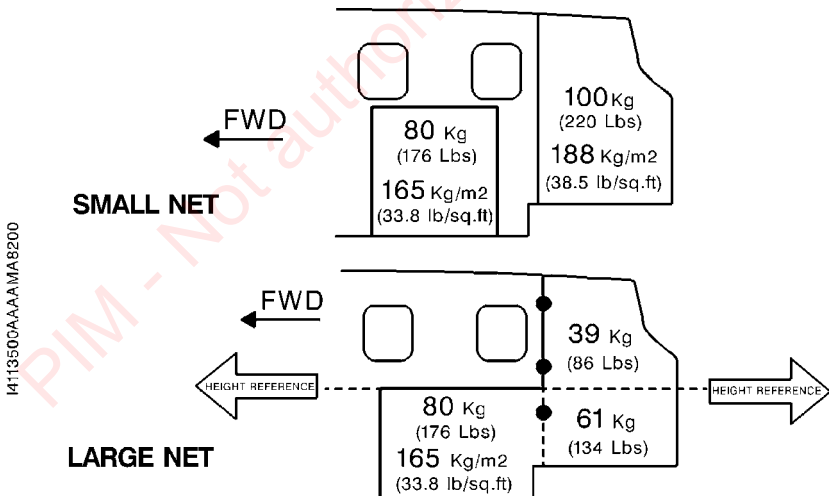 PIM - Not authoriz
I4113500AAAAMA8200
FWD
SMALL NET
80 Kg
(176 Lbs)
165 Kg/m2
(33.8 lb/sq.ft)
100 Kg
(220 Lbs)
188 Kg/m2
(38.5 lb/sq.ft)
FWD
HEIGHT REFERENCE
HEIGHT REFERENCE
LARGE NET
80 Kg
(176 Lbs)
165 Kg/m2
(33.8 lb/sq.ft)
39 Kg
(86 Lbs)
61 Kg
(134 Lbs)